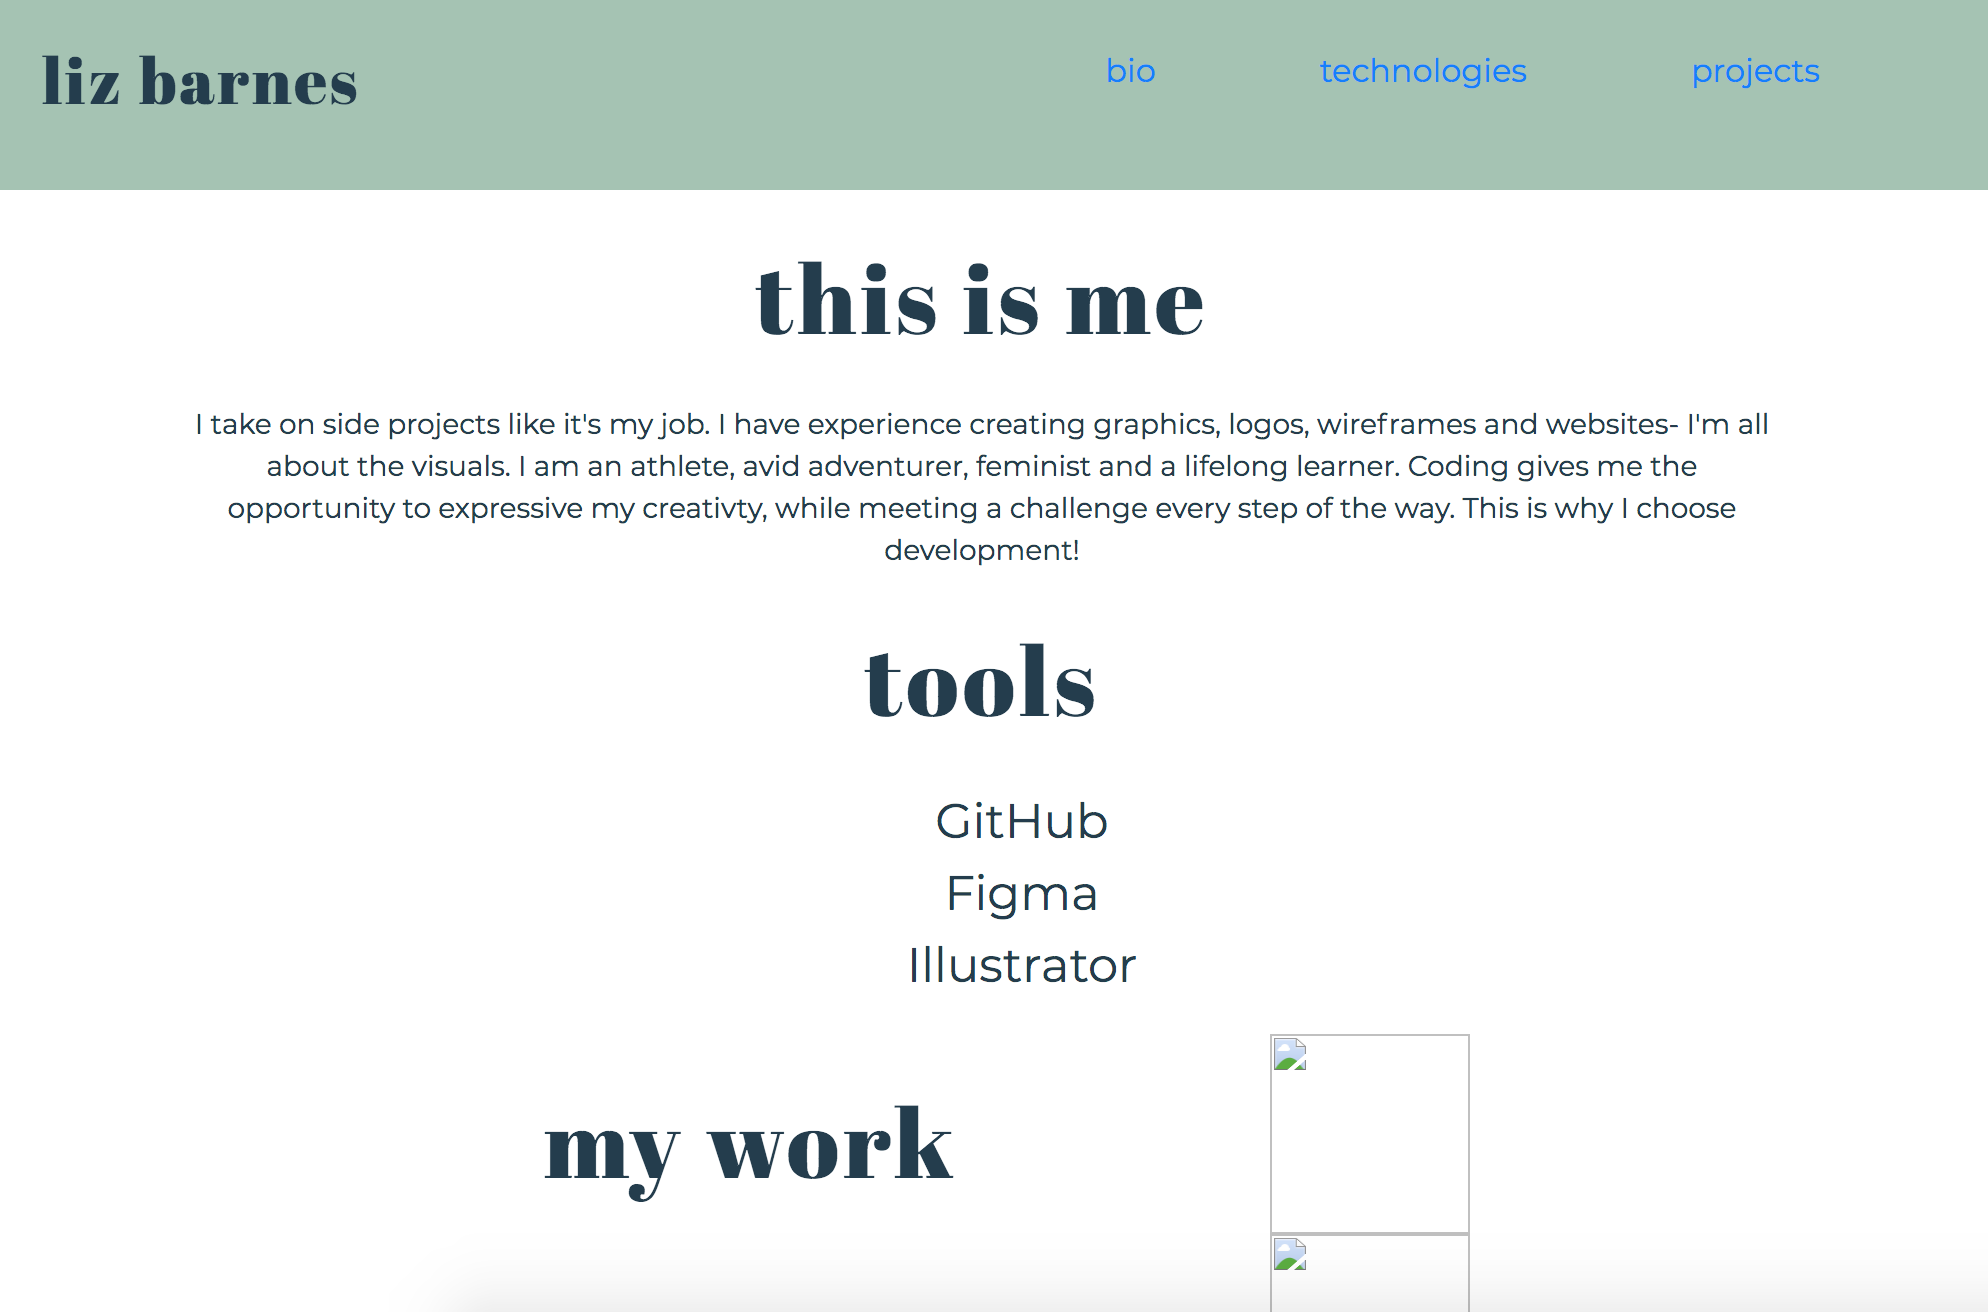 liz barnes
bio technologies projects
this is me
I take on side projects like it's my job. I have experience creating graphics, logos, wireframes and websites- I'm all
about the visuals. I am an athlete, avid adventurer, feminist and a lifelong learner. Coding gives me the
opportunity to expressive my creativty, while meeting a challenge every step of the way. This is why I choose
development!
tools
GitHub
Figma
Illustrator
my work